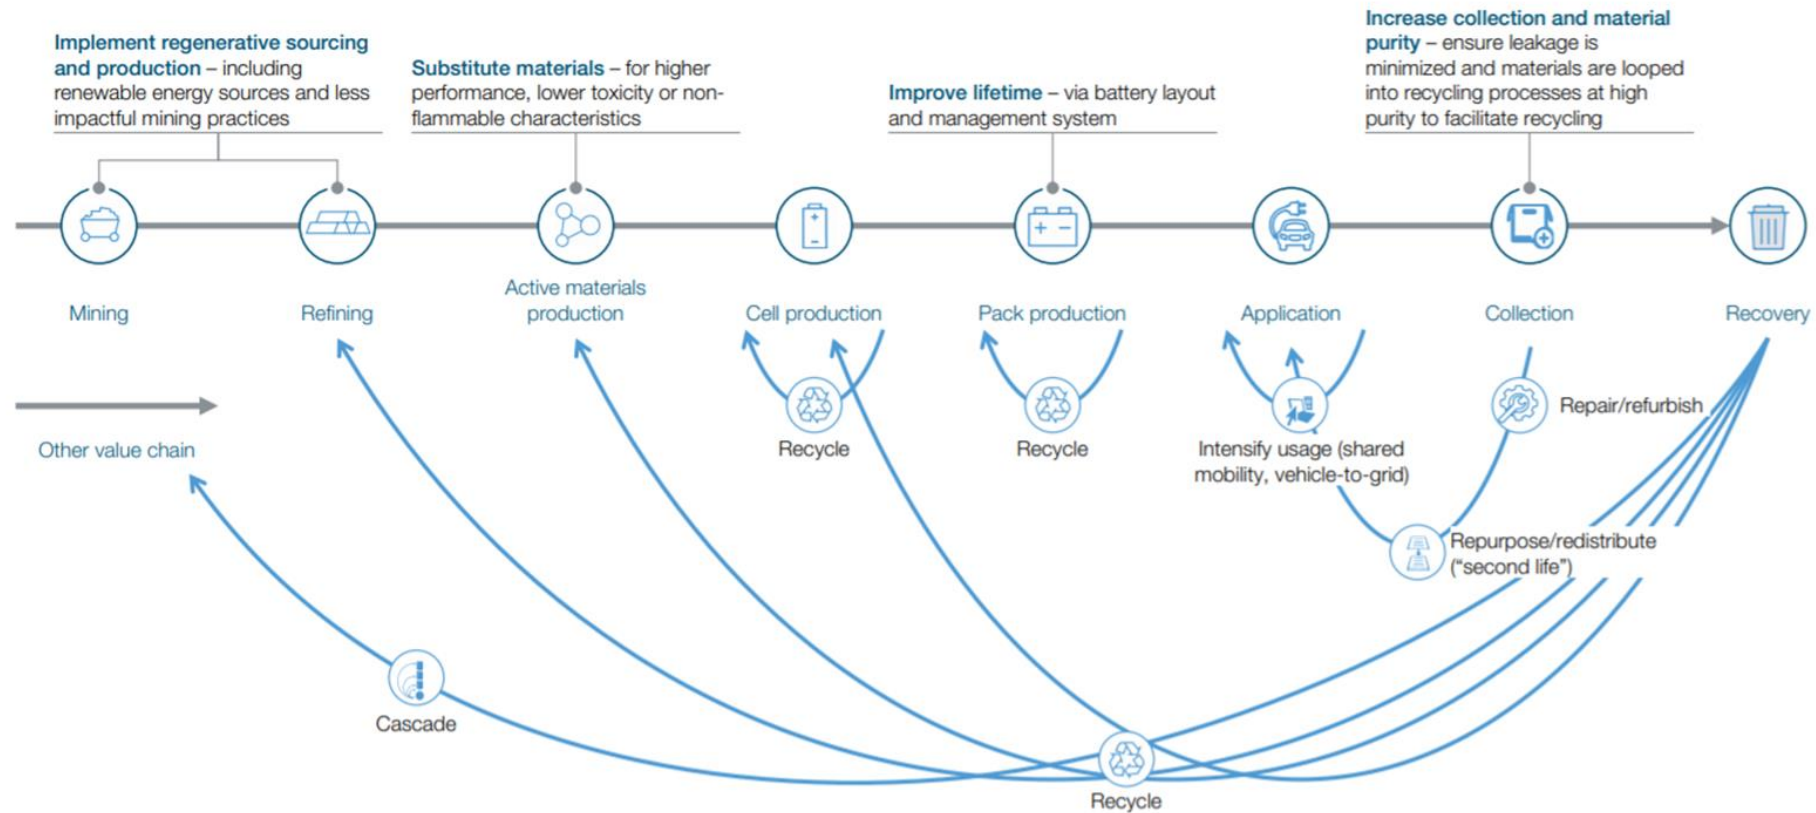 Implement regenerative sourcing
and production – including
renewable energy sources and less
impactful mining practices
Substitute materials – for higher
performance, lower toxicity or non-
flammable characteristics
Improve lifetime – via battery layout
and management system
Increase collection and material
purity – ensure leakage is
minimized and materials are looped
into recycling processes at high
purity to facilitate recycling
Mining
Refining
Active materials
production
Cell production
Pack production
Application
Collection
Recovery
Other value chain
Recycle
Recycle
Intensify usage (shared
mobility, vehicle-to-grid)
Repair/refurbish
Repurpose/redistribute
(“second life”)
Cascade
Recycle